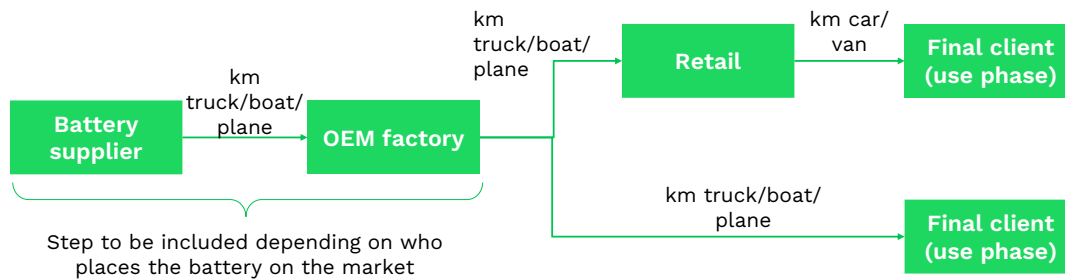 Battery
supplier
km
truck/boat/
plane
OEM factory
km
truck/boat/
plane
Retail
km car/
van
Final client
(use phase)
km truck/boat/
plane
Final client
(use phase)
Step to be included depending on who
places the battery on the market